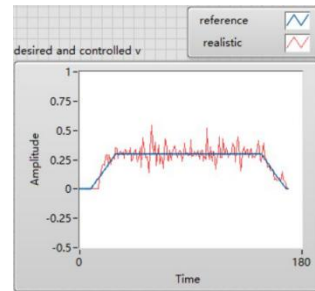 reference
realistic
desired and controlled v
1
0.75
0.5
0.25
0
-0.25
-0.5
Amplitude
0
180
Time